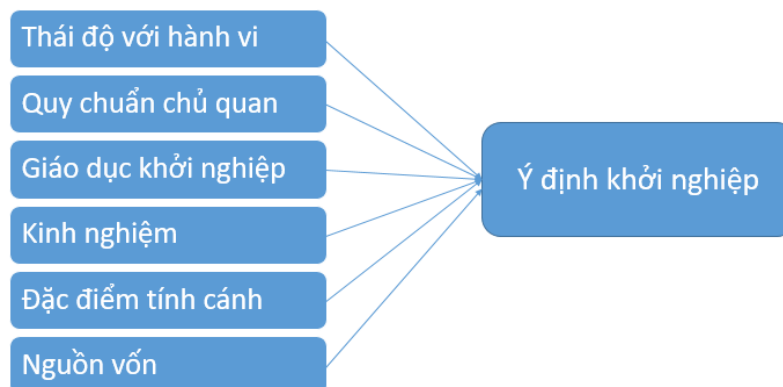 Thái độ với hành vi
Quy chuẩn chủ quan
Giáo dục khởi nghiệp
Ý định khởi nghiệp
Kinh nghiệm
Đặc điểm tính cánh
Nguồn vốn